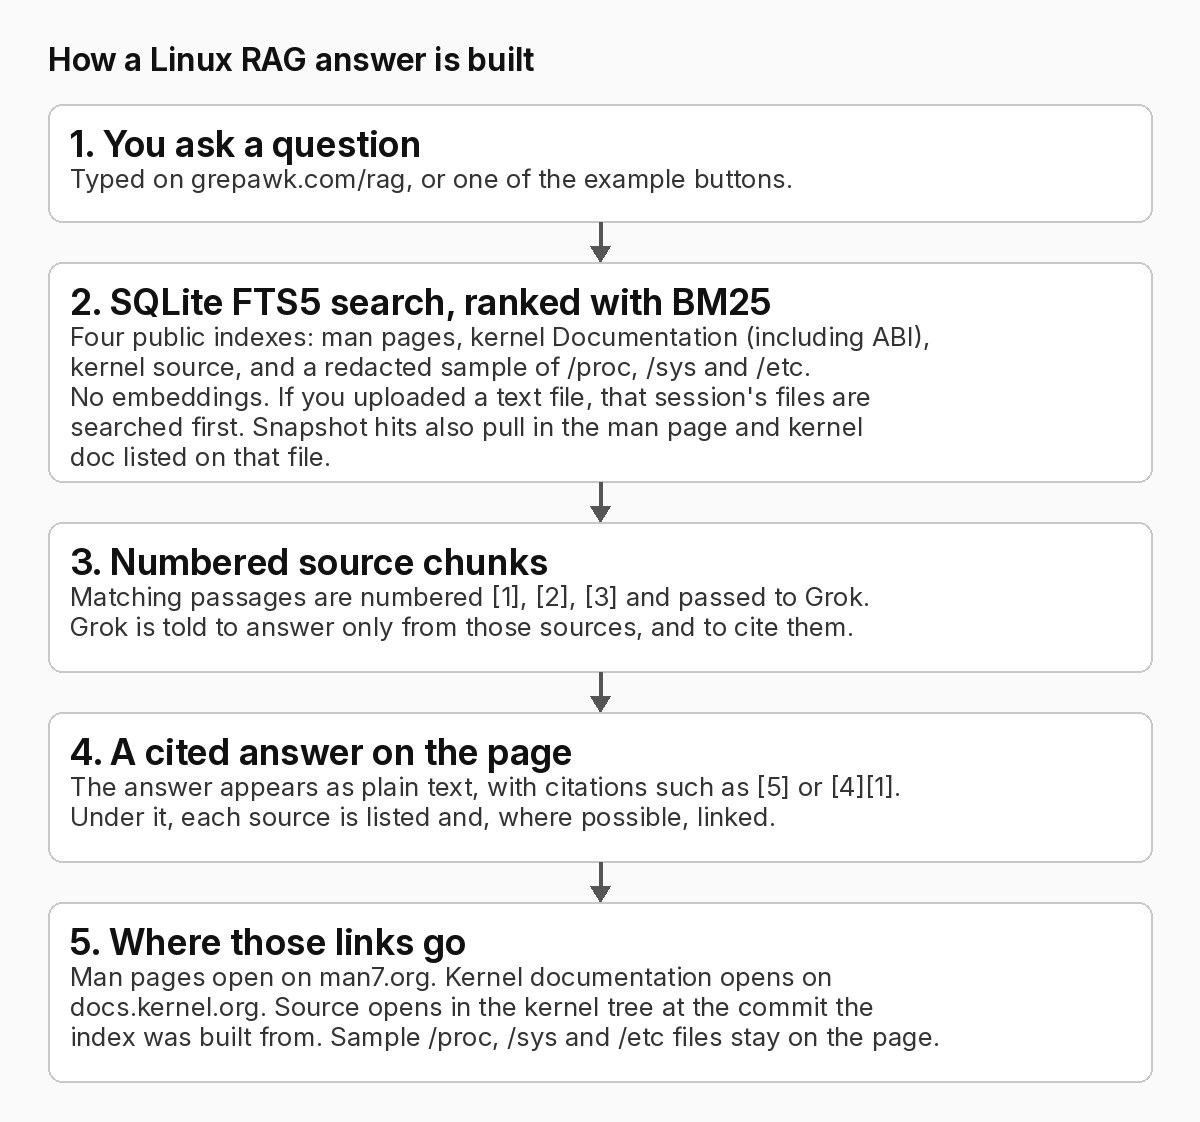 How a Linux RAG answer is built
1. You ask a question
Typed on grepawk.com/rag, or one of the example buttons.
2. SQLite FTS5 search, ranked with BM25
Four public indexes: man pages, kernel Documentation (including ABI),
kernel source, and a redacted sample of /proc, /sys and /etc.
No embeddings. If you uploaded a text file, that session's files are
searched first. Snapshot hits also pull in the man page and kernel
doc listed on that file.
3. Numbered source chunks
Matching passages are numbered [1], [2], [3] and passed to Grok.
Grok is told to answer only from those sources, and to cite them.
4. A cited answer on the page
The answer appears as plain text, with citations such as [5] or [4][1].
Under it, each source is listed and, where possible, linked.
5. Where those links go
Man pages open on man7.org. Kernel documentation opens on
docs.kernel.org. Source opens in the kernel tree at the commit the
index was built from. Sample /proc, /sys and /etc files stay on the page.